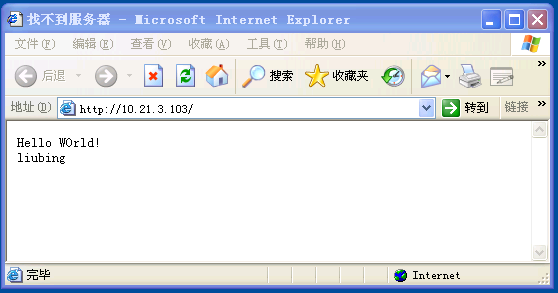 找不到服务器 - Microsoft Internet Explorer
文件(F) 编辑(E) 查看(V) 收藏(A) 工具(T) 帮助(H)
后退 搜索 收藏夹 »
地址(D) http://10.21.3.103/ 转到 链接 »
Hello WOrld!
liubing
完毕 Internet